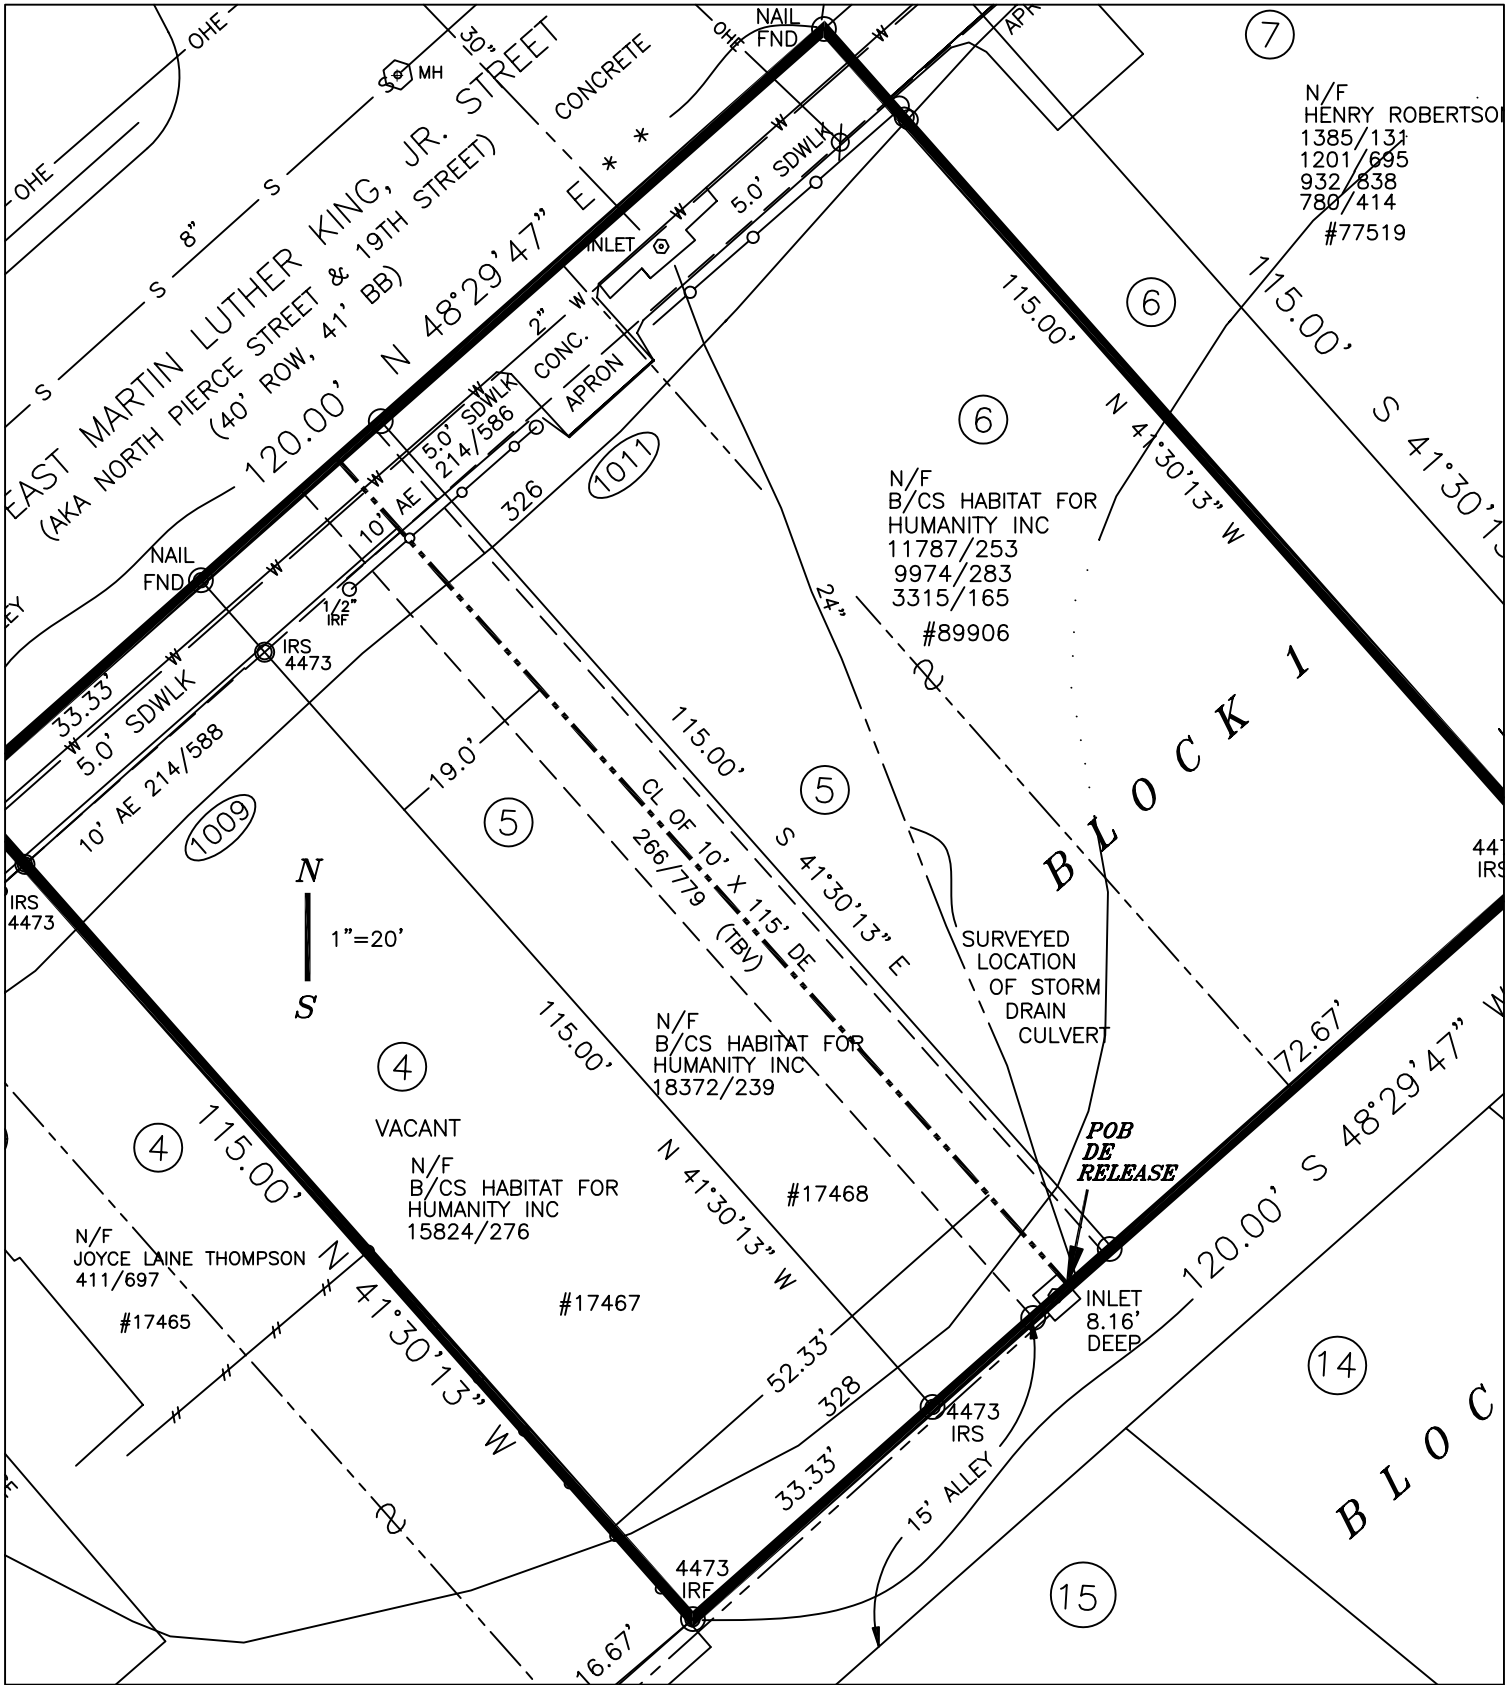 OHE
OHE
30"
MH
NAIL
FND
OHE
W
7
N/F
HENRY ROBERTSO
1385/131
1201/695
932/838
780/414
#77519
S
CONCRETE
S
8"
S
S
EAST MARTIN LUTHER KING, JR. STREET
(AKA NORTH PIERCE STREET & 19TH STREET)
(40' ROW, 41' BB)
120.00' N 48°29'47" E * *
INLET
W
W
5.0' SDWLK
W
2"
W
CONC.
APRON
5.0' SDWLK
214/586
10' AE
W
326
1011
115.00'
N 41°30'13" W
6
115.00'
S 41°30'1
6
N/F
B/CS HABITAT FOR
HUMANITY INC
11787/253
9974/283
3315/165
#89906
NAIL
FND
W
1/2"
IRF
IRS
4473
W
33.33'
W
5.0' SDWLK
10' AE 214/588
1009
19.0'
24"
BLOCK 1
115.00'
S 41°30'13" E
5
5
CL OF 10' X 115' DE
266/779 (TBV)
IRS
4473
N
1"=20'
S
SURVEYED
LOCATION
OF STORM
DRAIN
CULVERT
115.00'
N 41°30'13" W
N/F
B/CS HABITAT FOR
HUMANITY INC
18372/239
#17468
72.67'
120.00' S 48°29'47" W
POB
DE
RELEASE
4
VACANT
N/F
B/CS HABITAT FOR
HUMANITY INC
15824/276
#17467
4
115.00'
N 41°30'13" W
N/F
JOYCE LAINE THOMPSON
411/697
#17465
INLET
8.16'
DEEP
52.33'
328
4473
IRS
33.33'
15' ALLEY
14
BLOC
15
4473
IRF
16.67'